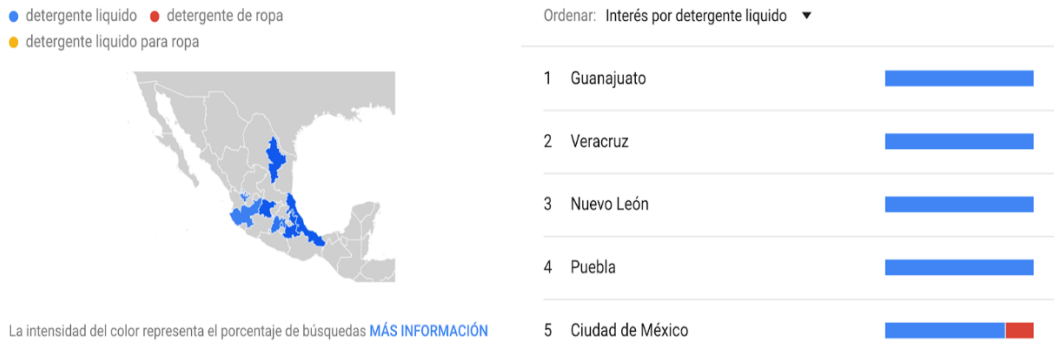 detergente liquido
detergente de ropa
detergente liquido para ropa
La intensidad del color representa el porcentaje de búsquedas MÁS INFORMACIÓN
Ordenar: Interés por detergente liquido
1 Guanajuato
2 Veracruz
3 Nuevo León
4 Puebla
5 Ciudad de México